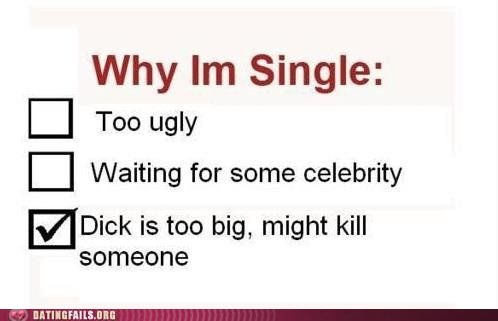 Why Im Single:
Too ugly
Waiting for some celebrity
Dick is too big, might kill
someone
DATINGFAILS.ORG